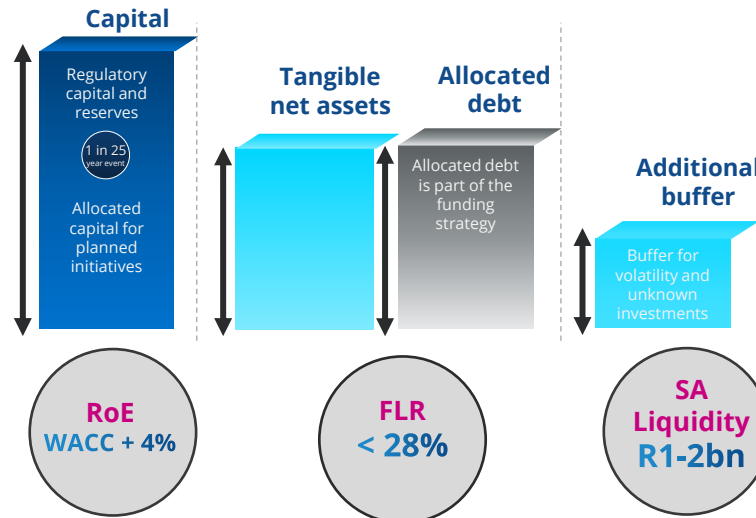 Capital
Regulatory
capital and
reserves
1 in 25
year event
Allocated
capital for
planned
initiatives
Tangible
net assets
Allocated
debt
Allocated debt
is part of the
funding
strategy
Additional
buffer
Buffer for
volatility and
unknown
investments
RoE
WACC + 4%
FLR
< 28%
SA
Liquidity
R1-2bn